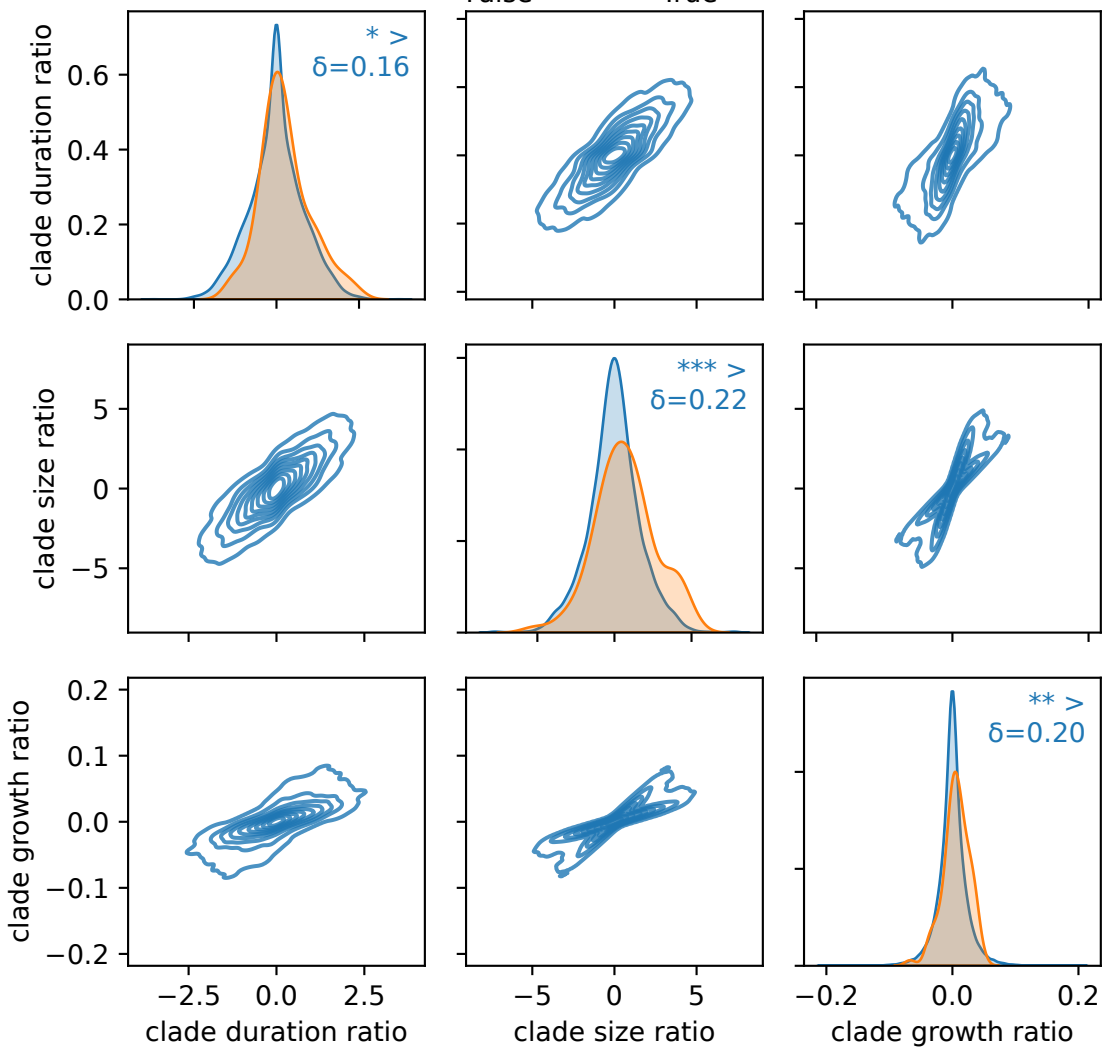 * >
δ=0.16
clade duration ratio
0.6
0.4
0.2
0.0
*** >
δ=0.22
clade size ratio
5
0
−5
** >
δ=0.20
clade growth ratio
0.2
0.1
0.0
−0.1
−0.2
−2.5 0.0 2.5
−5 0 5
−0.2 0.0 0.2
clade duration ratio
clade size ratio
clade growth ratio